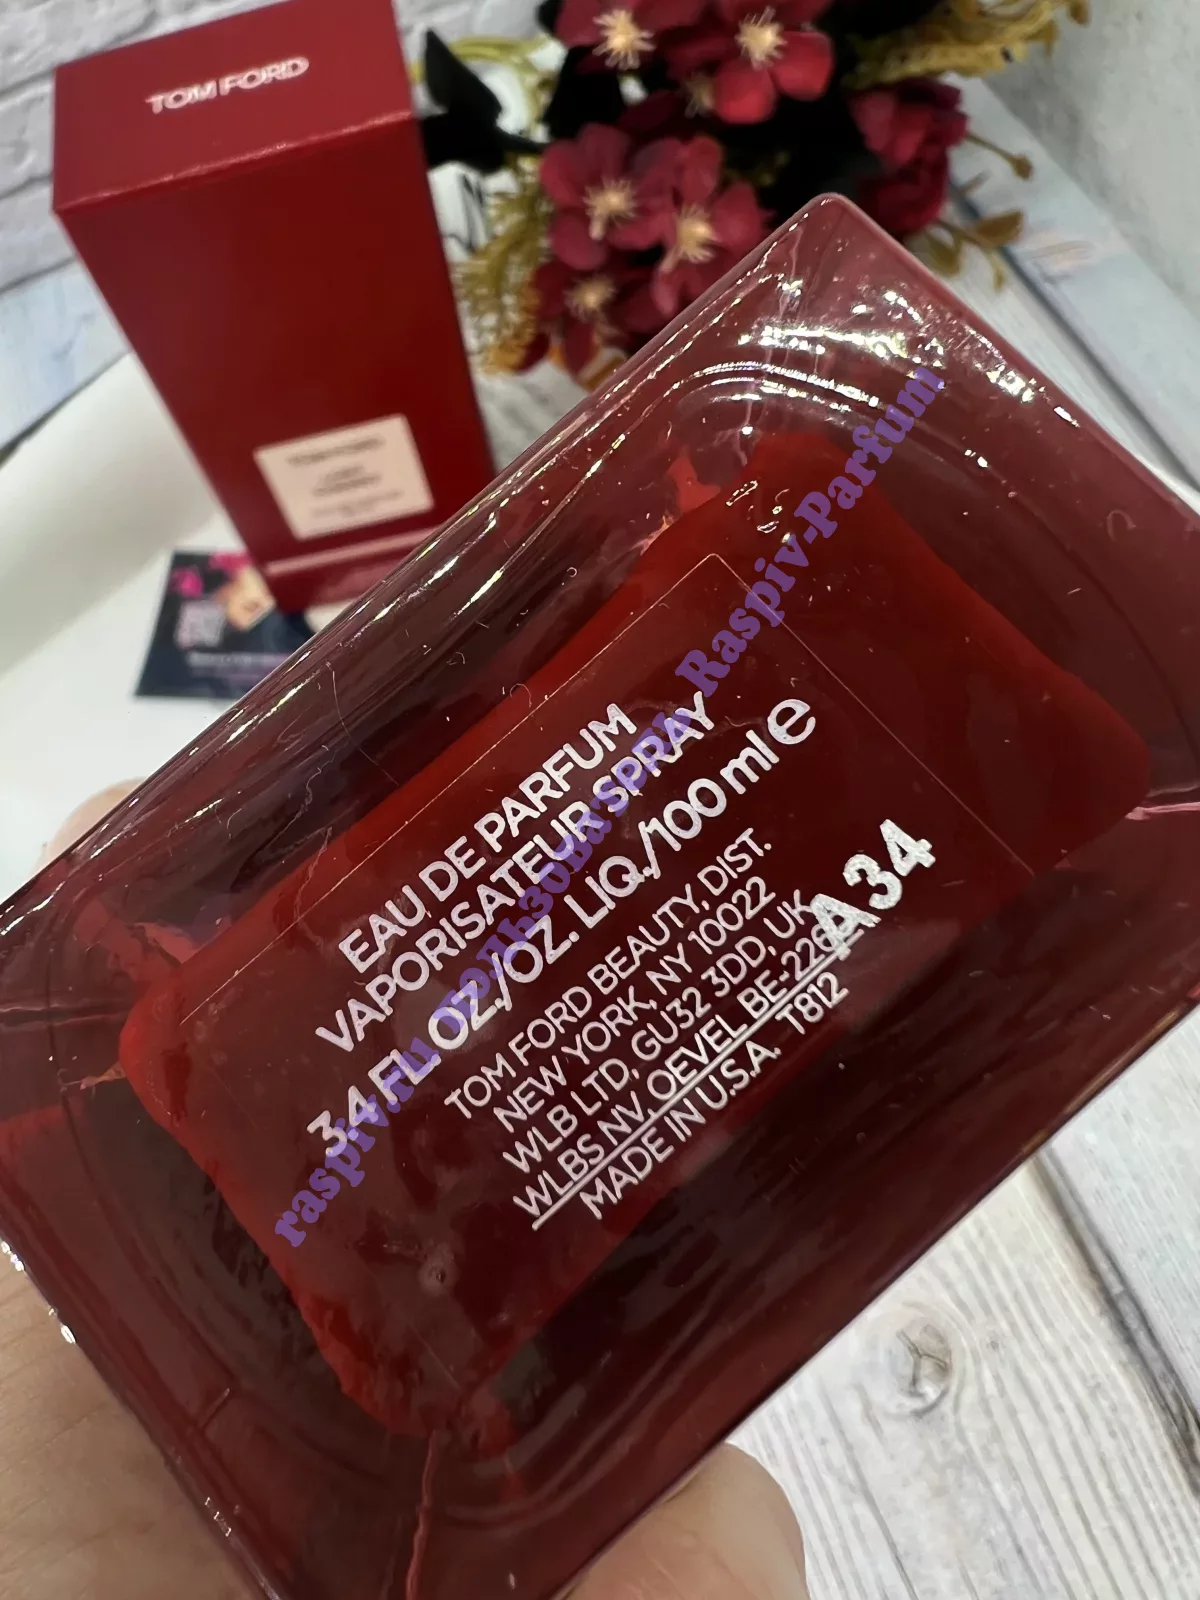 TOM FORD
EAU DE PARFUM
VAPORISATEUR SPRAY
3.4 FL. OZ./OZ. LIQ./100 ml e
TOM FORD BEAUTY, DIST.
NEW YORK, NY 10022
WLB LTD, GU32 3DD, UK
WLBS NV, OEVEL BE-2260
MADE IN U.S.A. T812
A34
raspiv.ru Raspiv-Parfum